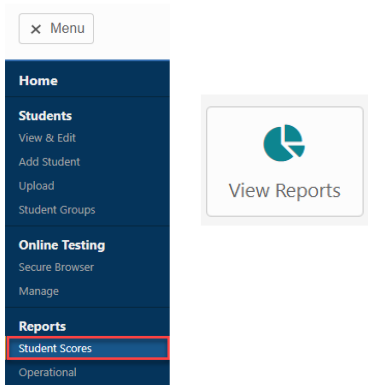 × Menu
Home
Students
View & Edit
Add Student
Upload
Student Groups
Online Testing
Secure Browser
Manage
Reports
Student Scores
Operational
View Reports